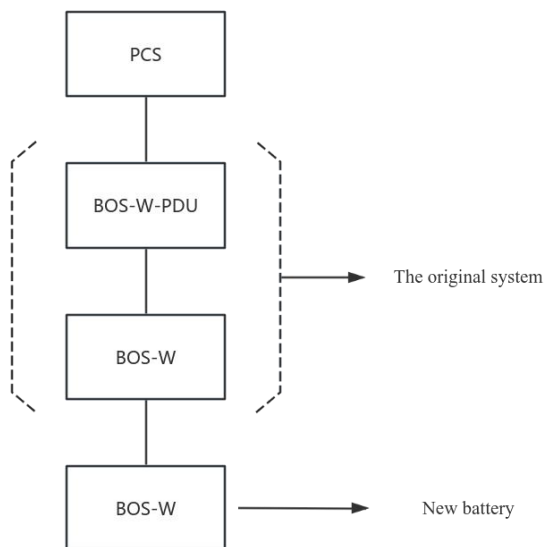 PCS
BOS-W-PDU
The original system
BOS-W
BOS-W
New battery